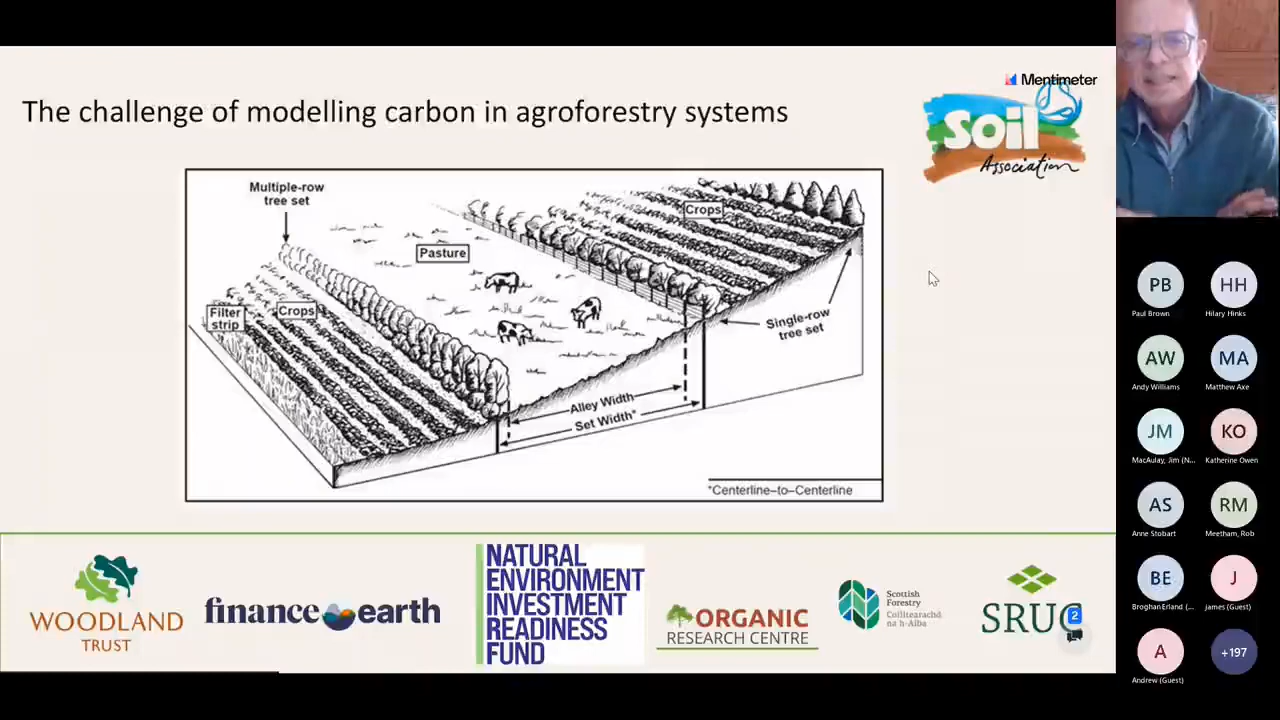 Mentimeter
The challenge of modelling carbon in agroforestry systems
soil
Association
Multiple-row
tree set
Crops
Pasture
Filter
strip
Crops
Single-row
tree set
Alley Width
Set Width*
*Centerline–to–Centerline
WOODLAND
TRUST
finance earth
NATURAL
ENVIRONMENT
INVESTMENT
READINESS
FUND
ORGANIC
RESEARCH CENTRE
Scottish
Forestry
Coilltearachd
na h-Alba
SRUC
2
PB
Paul Brown
HH
Hilary Hinks
AW
Andy Williams
MA
Matthew Axe
JM
MacAulay, Jim (N...
KO
Katherine Owen
AS
Anne Stobart
RM
Meetham, Rob
BE
Broghan Erland (...
J
james (Guest)
A
Andrew (Guest)
+197